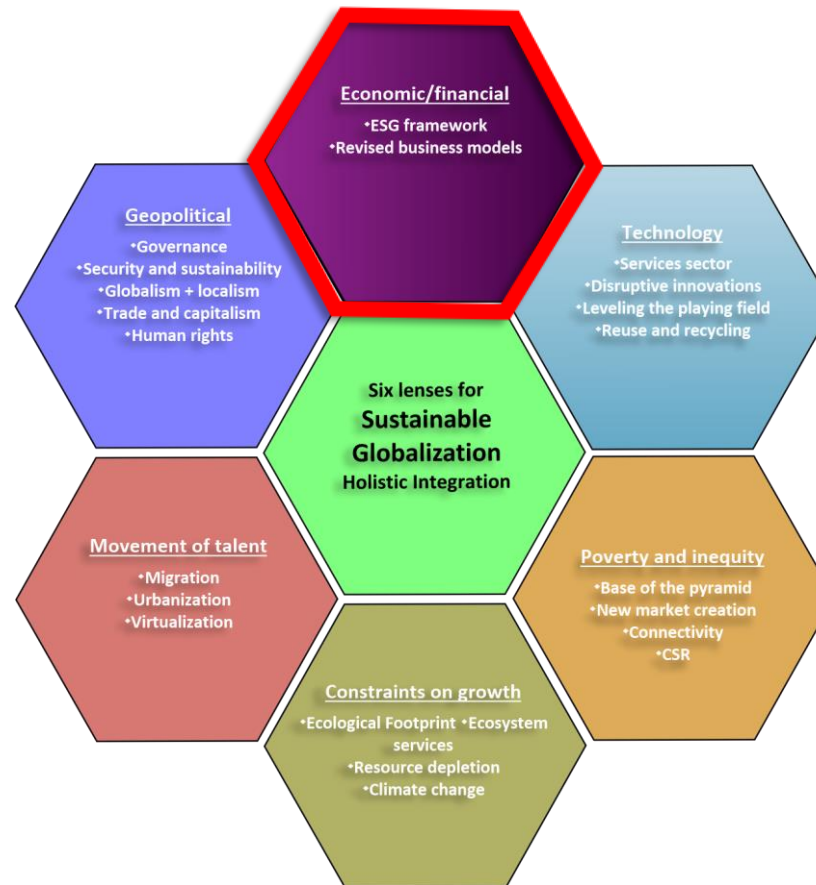 Economic/financial
•ESG framework
•Revised business models
Geopolitical
•Governance
•Security and sustainability
•Globalism + localism
•Trade and capitalism
•Human rights
Technology
•Services sector
•Disruptive innovations
•Leveling the playing field
•Reuse and recycling
Six lenses for
Sustainable
Globalization
Holistic Integration
Movement of talent
•Migration
•Urbanization
•Virtualization
Poverty and inequity
•Base of the pyramid
•New market creation
•Connectivity
•CSR
Constraints on growth
•Ecological Footprint •Ecosystem
services
•Resource depletion
•Climate change